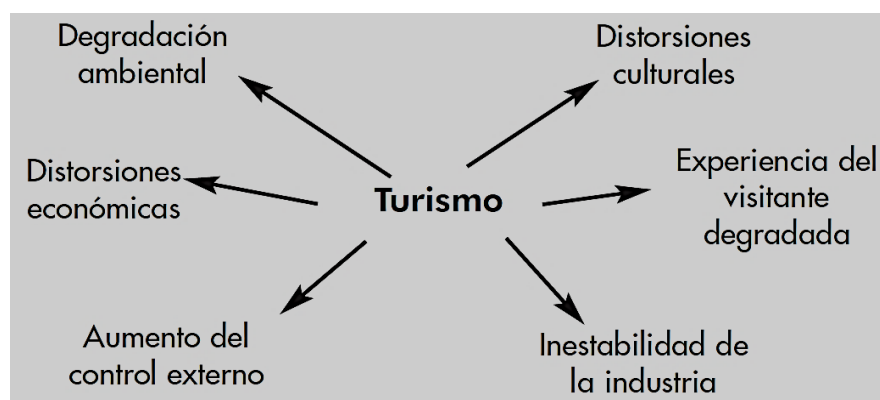 Degradación
ambiental
Distorsiones
culturales
Distorsiones
económicas
Turismo
Experiencia del
visitante
degradada
Aumento del
control externo
Inestabilidad de
la industria